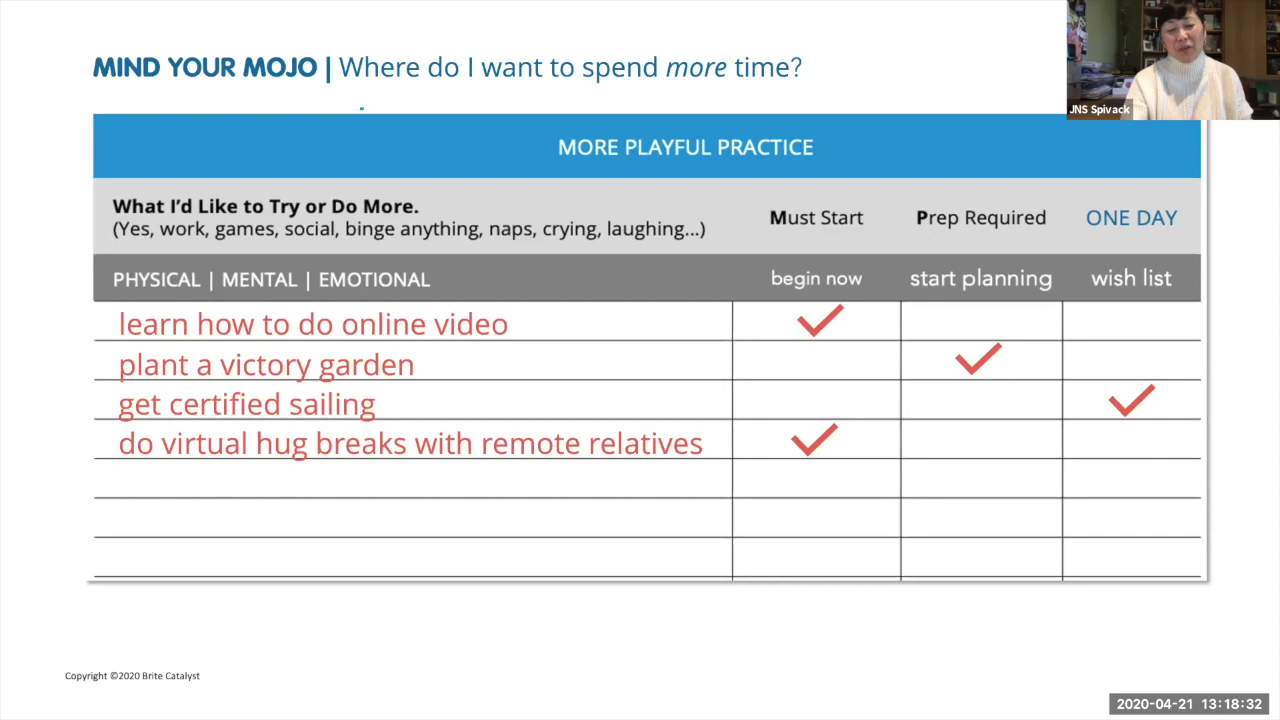 MIND YOUR MOJO | Where do I want to spend more time?
JNS Spivack
MORE PLAYFUL PRACTICE
What I'd Like to Try or Do More.
(Yes, work, games, social, binge anything, naps, crying, laughing...)
Must Start
Prep Required
ONE DAY
PHYSICAL | MENTAL | EMOTIONAL
begin now
start planning
wish list
learn how to do online video
plant a victory garden
get certified sailing
do virtual hug breaks with remote relatives
Copyright ©2020 Brite Catalyst
2020-04-21 13:18:32